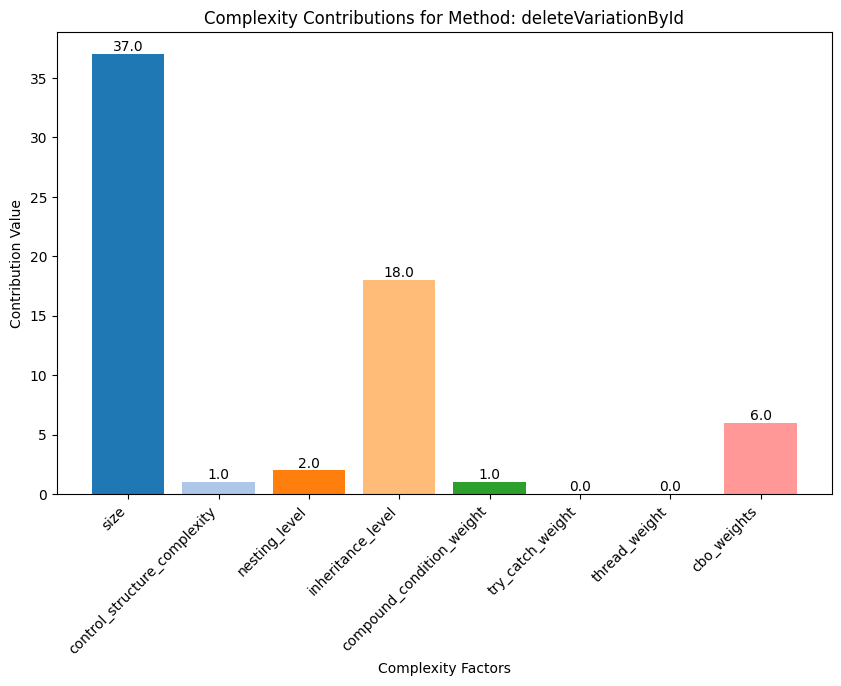 Complexity Contributions for Method: deleteVariationById
Contribution Value
35
30
25
20
15
10
5
0
37.0
1.0
2.0
18.0
1.0
0.0
0.0
6.0
size
control_structure_complexity
nesting_level
inheritance_level
compound_condition_weight
try_catch_weight
thread_weight
cbo_weights
Complexity Factors